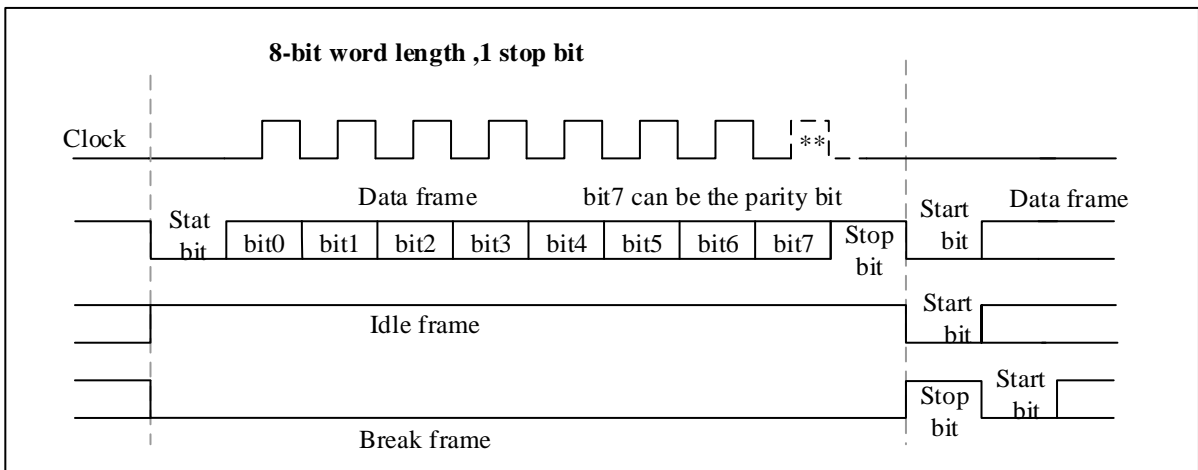 8-bit word length ,1 stop bit
Clock
**
Data frame
bit7 can be the parity bit
Start
bit
Data frame
Stat
bit
bit0
bit1
bit2
bit3
bit4
bit5
bit6
bit7
Stop
bit
Idle frame
Start
bit
Break frame
Stop
bit
Start
bit